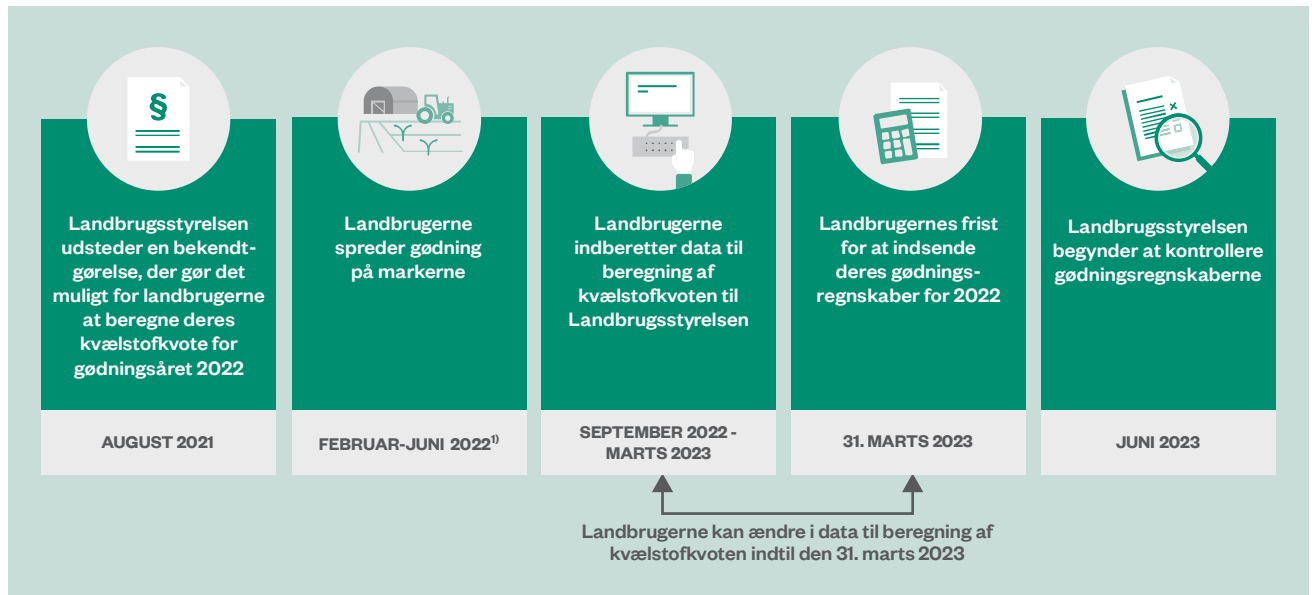 §
Landbrugsstyrelsen
udsteder en bekendt-
gørelse, der gør det
muligt for landbrugerne
at beregne deres
kvælstofkvote for
gødningsåret 2022
AUGUST 2021
Landbrugerne
spreder gødning
på markerne
FEBRUAR-JUNI 2022¹⁾
Landbrugerne
indberetter data til
beregning af
kvælstofkvoten til
Landbrugsstyrelsen
SEPTEMBER 2022 -
MARTS 2023
Landbrugernes frist
for at indsende
deres gødnings-
regnskaber for 2022
31. MARTS 2023
Landbrugsstyrelsen
begynder at kontrollere
gødningsregnskaberne
JUNI 2023
Landbrugerne kan ændre i data til beregning af
kvælstofkvoten indtil den 31. marts 2023